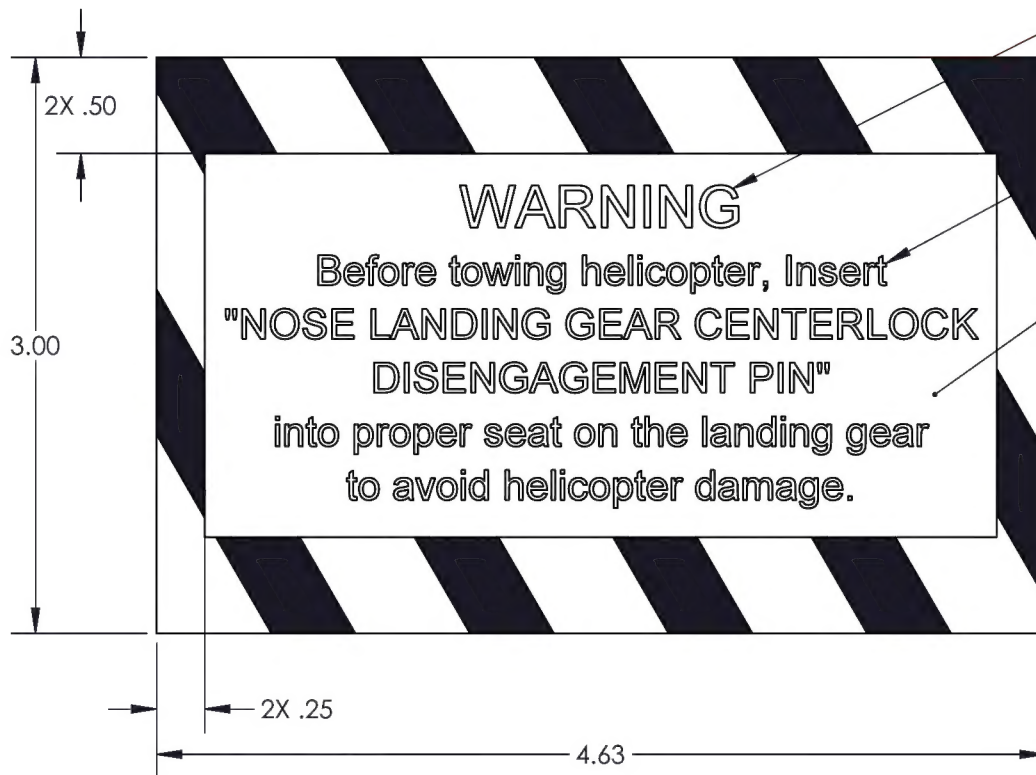 2X .50
WARNING
Before towing helicopter, Insert
"NOSE LANDING GEAR CENTERLOCK
DISENGAGEMENT PIN"
into proper seat on the landing gear
to avoid helicopter damage.
3.00
2X .25
4.63